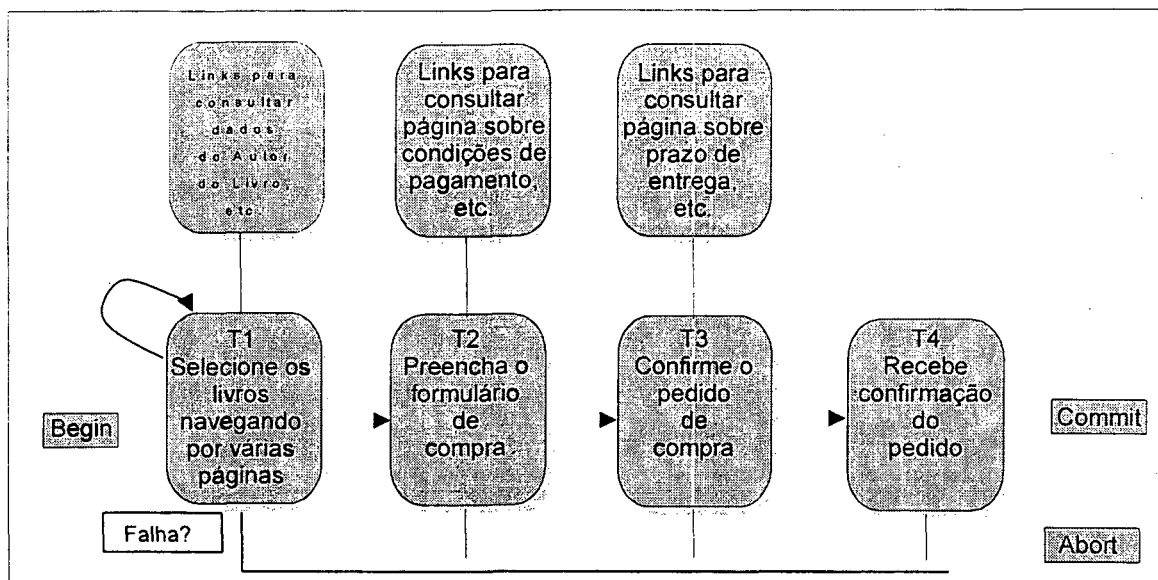 Links para
consultar
dados
do Autor,
do Livro,
etc.
Links para
consultar
página sobre
condições de
pagamento,
etc.
Links para
consultar
página sobre
prazo de
entrega,
etc.
Begin
T1
Selecione os
livros
navegando
por várias
páginas
T2
Preencha o
formulário
de
compra
T3
Confirme o
pedido
de
compra
T4
Recebe
confirmação
do
pedido
Commit
Falha?
Abort